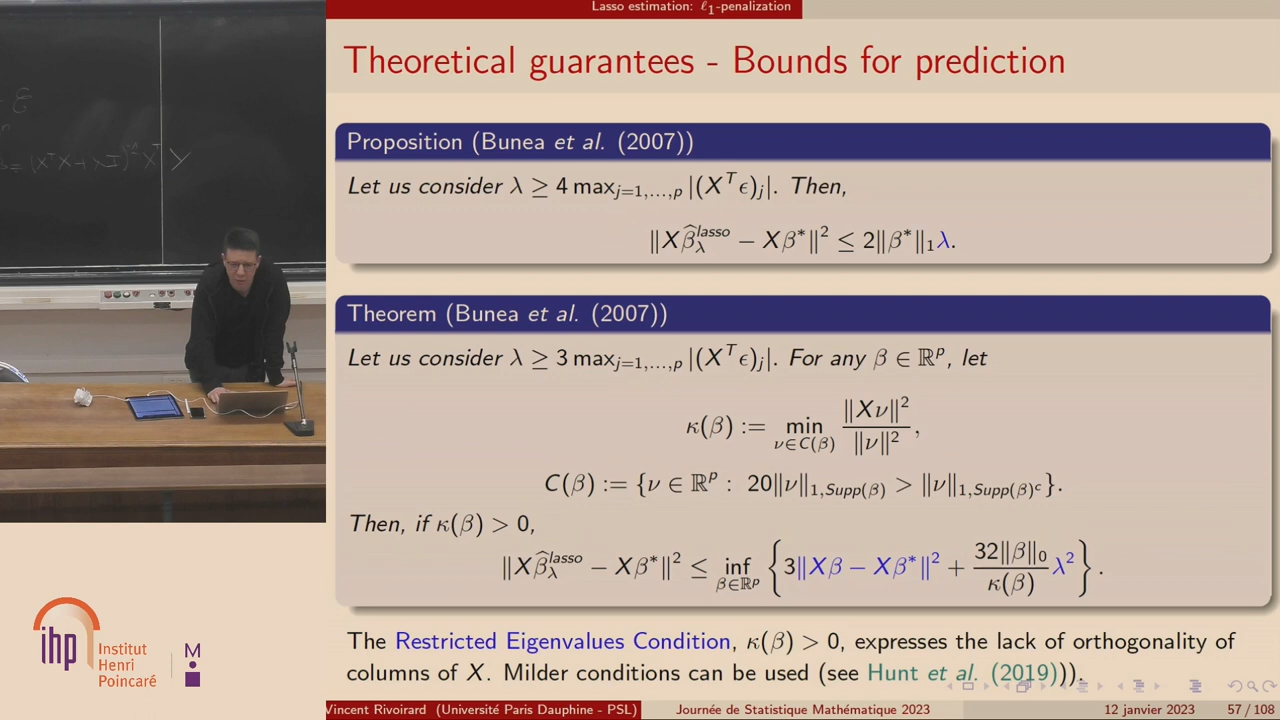 Lasso estimation: ℓ₁-penalization
Theoretical guarantees - Bounds for prediction
Proposition (Bunea et al. (2007))
Let us consider λ ≥ 4 max_{j=1,...,p} |(X^T ϵ)_j|. Then,
‖Xβ̂_λ^{lasso} − Xβ*‖² ≤ 2‖β*‖₁λ.
Theorem (Bunea et al. (2007))
Let us consider λ ≥ 3 max_{j=1,...,p} |(X^T ϵ)_j|. For any β ∈ ℝ^p, let
κ(β) := min_{ν∈C(β)} ‖Xν‖² / ‖ν‖²,
C(β) := {ν ∈ ℝ^p : 20‖ν‖_{1,Supp(β)} > ‖ν‖_{1,Supp(β)^c}}.
Then, if κ(β) > 0,
‖Xβ̂_λ^{lasso} − Xβ*‖² ≤ inf_{β∈ℝ^p} {3‖Xβ − Xβ*‖² + 32‖β‖₀ / κ(β) λ²}.
The Restricted Eigenvalues Condition, κ(β) > 0, expresses the lack of orthogonality of
columns of X. Milder conditions can be used (see Hunt et al. (2019))).
Vincent Rivoirard (Université Paris Dauphine - PSL) Journée de Statistique Mathématique 2023 12 janvier 2023 57 / 108
ihp Institut
Henri
Poincaré
M